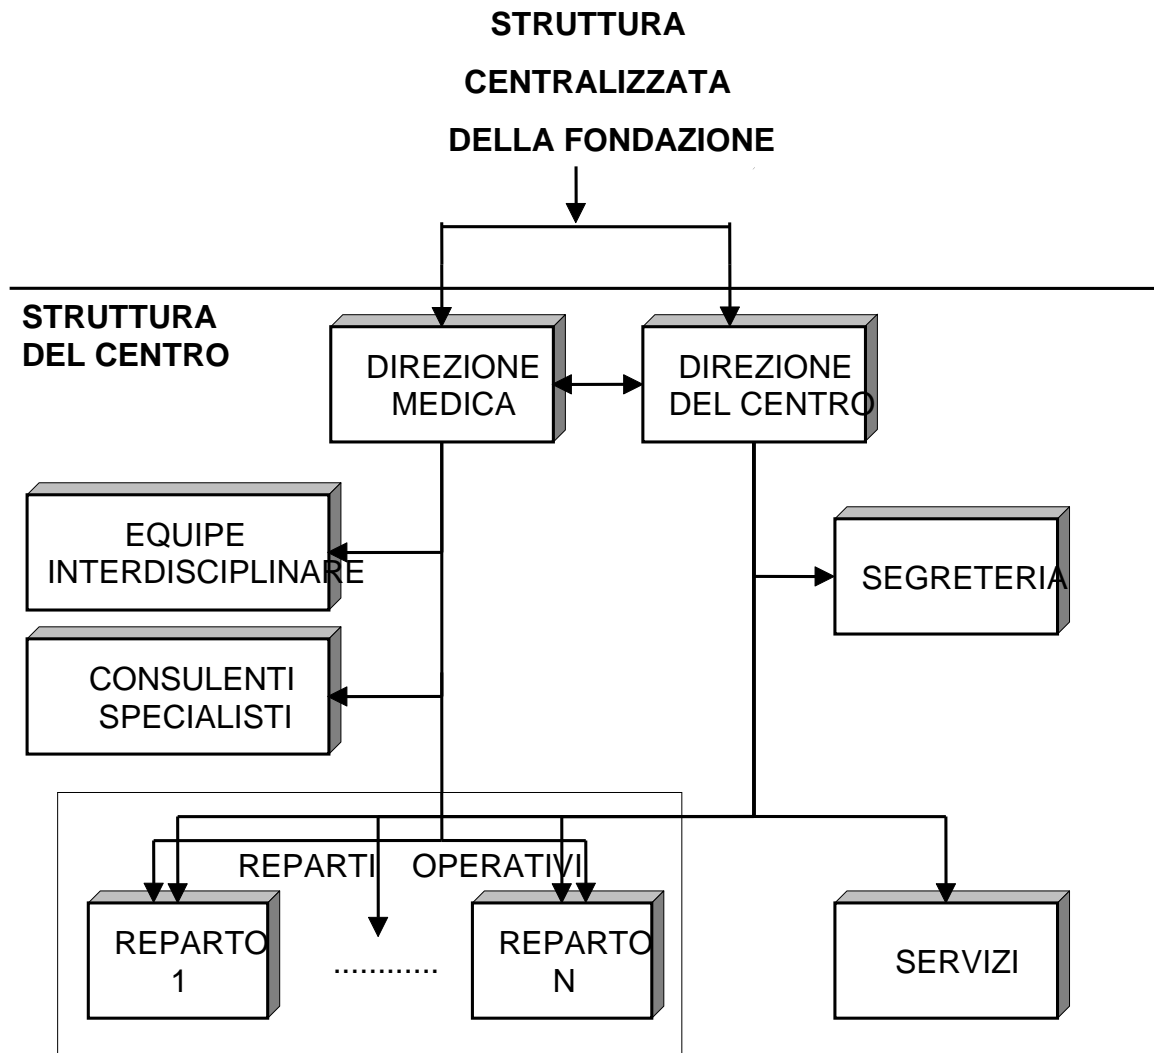 STRUTTURA
CENTRALIZZATA
DELLA FONDAZIONE
STRUTTURA
DEL CENTRO
DIREZIONE
MEDICA
DIREZIONE
DEL CENTRO
EQUIPE
INTERDISCIPLINARE
SEGRETERIA
CONSULENTI
SPECIALISTI
REPARTI OPERATIVI
REPARTO
1
............
REPARTO
N
SERVIZI